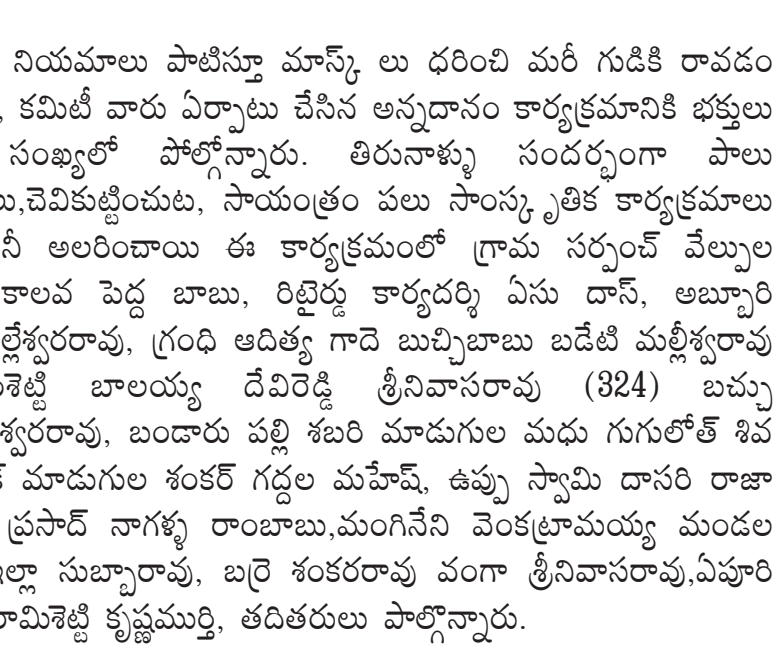 నియమాలు పాటిస్తూ మాస్క్ లు ధరించి మరీ గుడికి రావడం
, కమిటీ వారు ఏర్పాటు చేసిన అన్నదానం కార్యక్రమానికి భక్తులు
సంఖ్యలో పోల్గోన్నారు. తిరునాళ్ళు సందర్భంగా పాలు
లు,చెవికుట్టించుట, సాయంత్రం పలు సాంస్కృతిక కార్యక్రమాలు
నీ అలరించాయి ఈ కార్యక్రమంలో గ్రామ సర్పంచ్ వేల్పుల
కాలవ పెద్ద బాబు, రిటైర్డు కార్యదర్శి ఏసు దాస్, అబ్బూరి
ల్లేశ్వరరావు, గ్రంధి ఆదిత్య గాదె బుచ్చిబాబు బడేటి మల్లీశ్వరావు
శెట్టి బాలయ్య దేవిరెడ్డి శ్రీనివాసరావు (324) బచ్చు
శ్వరరావు, బండారు పల్లి శబరి మాడుగుల మధు గుగులోత్ శివ
మాడుగుల శంకర్ గద్దల మహేష్, ఉప్పు స్వామి దాసరి రాజా
ప్రసాద్ నాగళ్ళ రాంబాబు,మంగినేని వెంకట్రామయ్య మండల
ల్లా సుబ్బారావు, బర్రె శంకరరావు వంగా శ్రీనివాసరావు,ఏపూరి
రామిశెట్టి కృష్ణముర్తి, తదితరులు పాల్గొన్నారు.